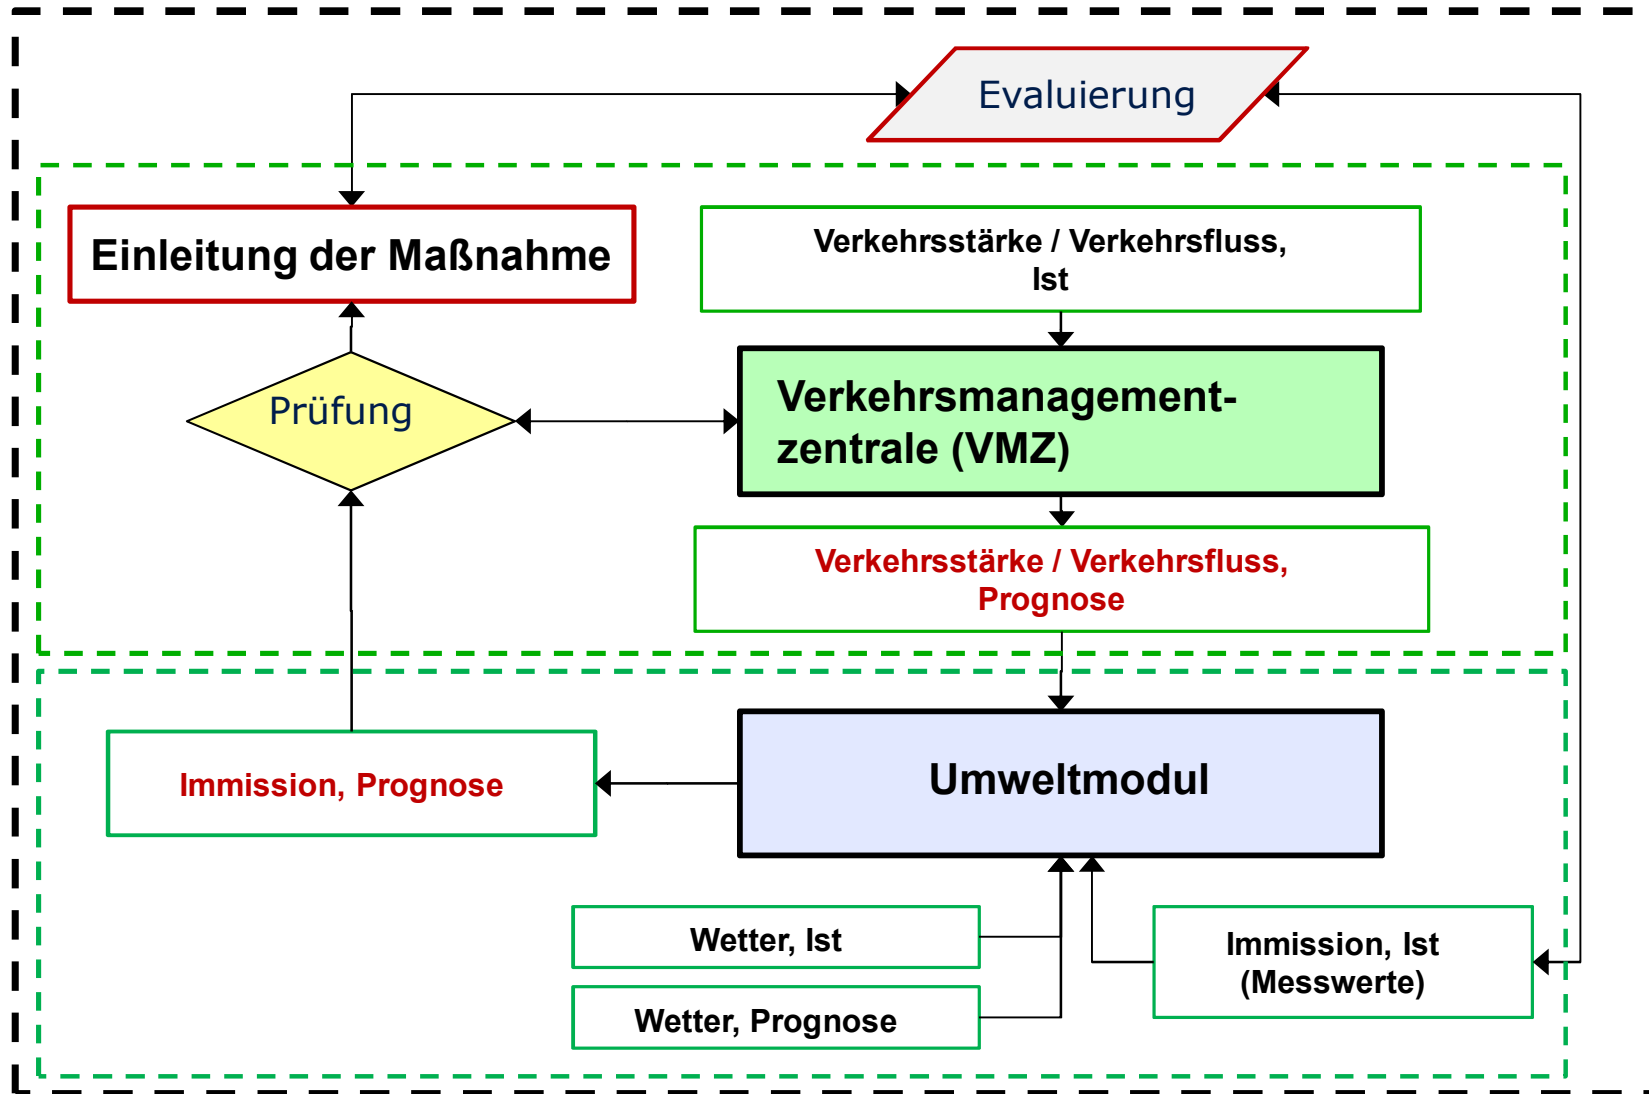 Evaluierung
Einleitung der Maßnahme
Verkehrsstärke / Verkehrsfluss,
Ist
Prüfung
Verkehrsmanagement-
zentrale (VMZ)
Verkehrsstärke / Verkehrsfluss,
Prognose
Immission, Prognose
Umweltmodul
Wetter, Ist
Wetter, Prognose
Immission, Ist
(Messwerte)